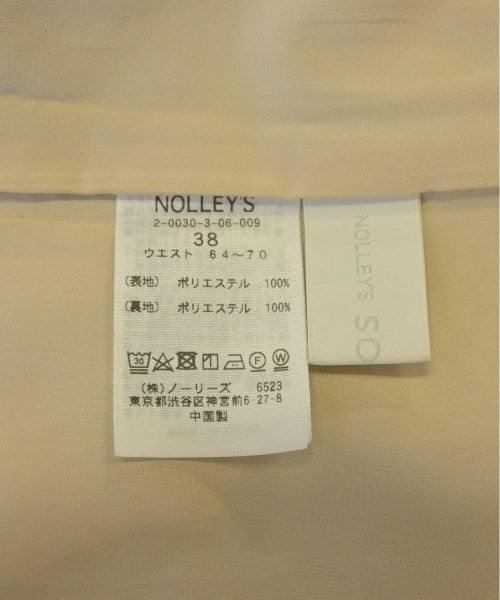 NOLLEY'S
2-0030-3-06-009
38
ウエスト 64～70
(表地) ポリエステル 100%
(裏地) ポリエステル 100%
30
F
W
(株)ノーリーズ 6523
東京都渋谷区神宮前6-27-8
中国製
NOLLEY'S SO